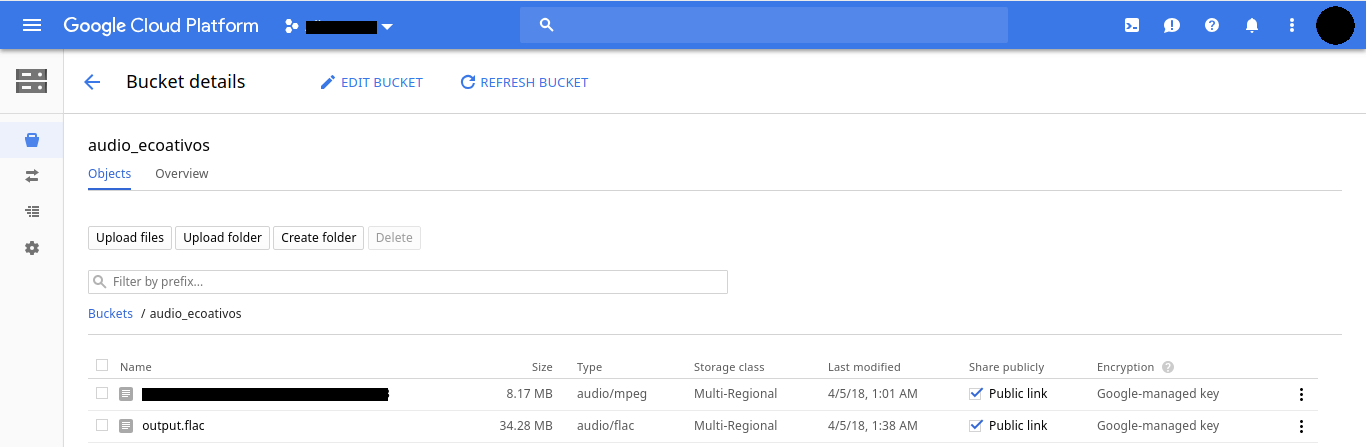 Google Cloud Platform
Bucket details EDIT BUCKET REFRESH BUCKET
audio_ecoativos
Objects Overview
Upload files Upload folder Create folder Delete
Filter by prefix...
Buckets / audio_ecoativos
Name Size Type Storage class Last modified Share publicly Encryption
8.17 MB audio/mpeg Multi-Regional 4/5/18, 1:01 AM Public link Google-managed key
output.flac 34.28 MB audio/flac Multi-Regional 4/5/18, 1:38 AM Public link Google-managed key